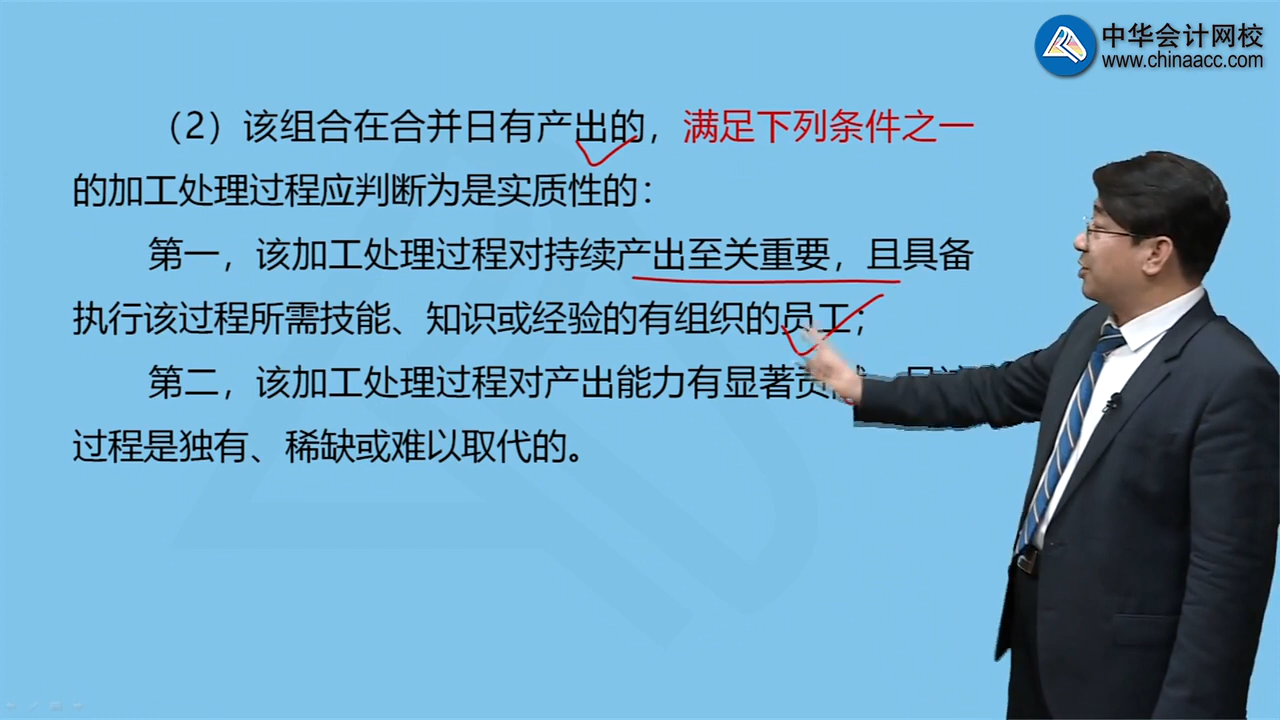 中华会计网校
www.chinaacc.com
（2）该组合在合并日有产出的，满足下列条件之一
的加工处理过程应判断为是实质性的：
第一，该加工处理过程对持续产出至关重要，且具备
执行该过程所需技能、知识或经验的有组织的员工；
第二，该加工处理过程对产出能力有显著
过程是独有、稀缺或难以取代的。